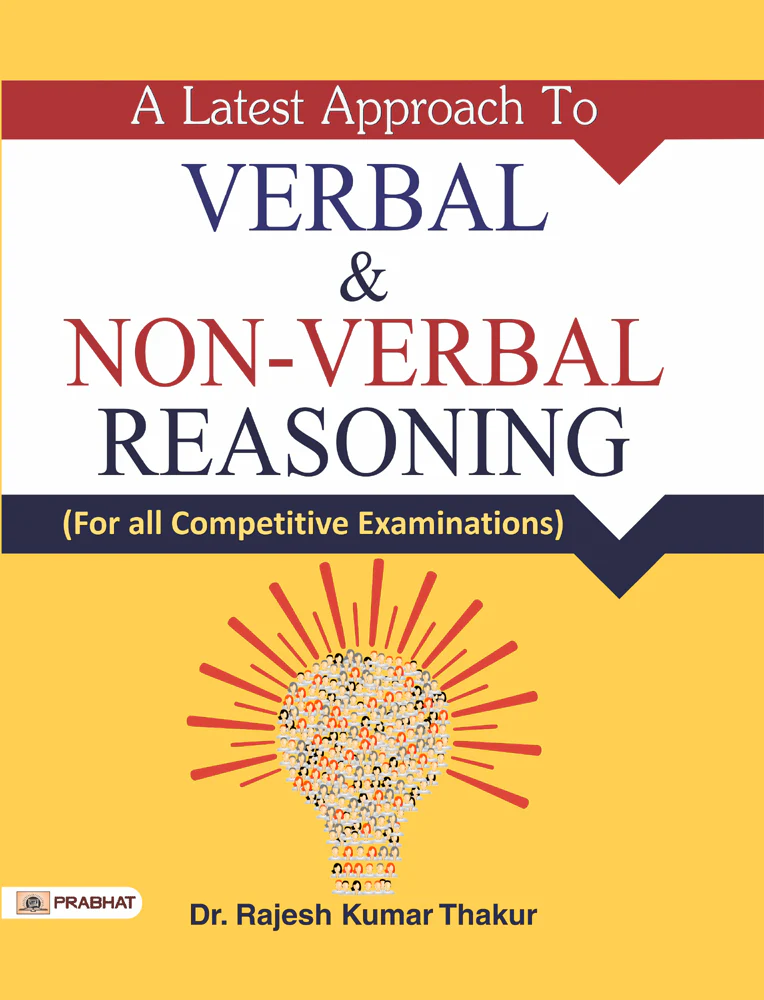 A Latest Approach To
VERBAL
&
NON-VERBAL
REASONING
(For all Competitive Examinations)
PRABHAT
Dr. Rajesh Kumar Thakur